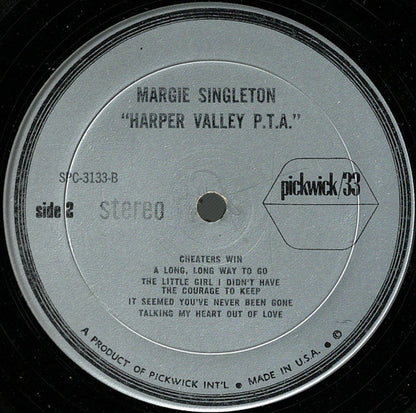 MARGIE SINGLETON
"HARPER VALLEY P.T.A."
SPC-3133-B
side 2 stereo
pickwick/33
CHEATERS WIN
A LONG, LONG WAY TO GO
THE LITTLE GIRL I DIDN'T HAVE
THE COURAGE TO KEEP
IT SEEMED YOU'VE NEVER BEEN GONE
TALKING MY HEART OUT OF LOVE
A PRODUCT OF PICKWICK INT'L • MADE IN U.S.A. • ©